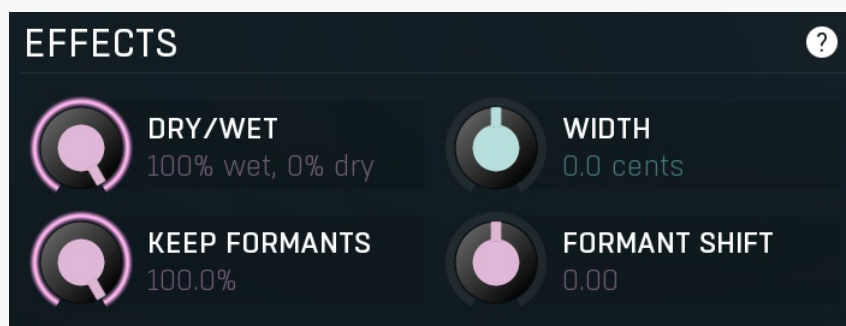 EFFECTS
?
DRY/WET
100% wet, 0% dry
WIDTH
0.0 cents
KEEP FORMANTS
100.0%
FORMANT SHIFT
0.00